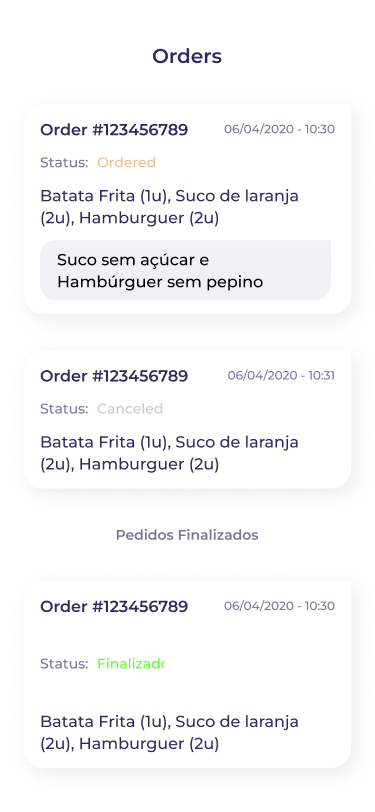 Orders
Order #123456789 06/04/2020 - 10:30
Status: Ordered
Batata Frita (1u), Suco de laranja
(2u), Hamburguer (2u)
Suco sem açúcar e
Hambúrguer sem pepino
Order #123456789 06/04/2020 - 10:31
Status: Canceled
Batata Frita (1u), Suco de laranja
(2u), Hamburguer (2u)
Pedidos Finalizados
Order #123456789 06/04/2020 - 10:30
Status: Finalizado
Batata Frita (1u), Suco de laranja
(2u), Hamburguer (2u)